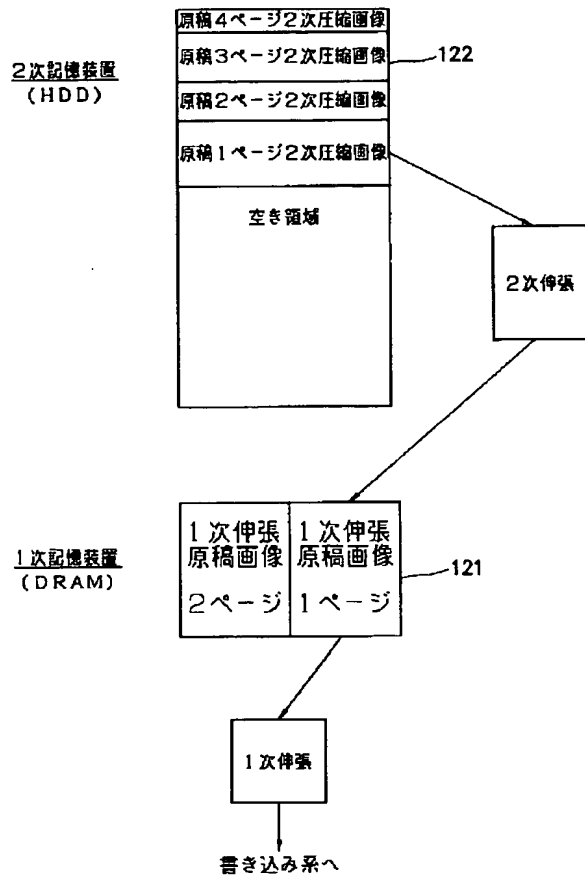 原稿4ページ2次圧縮画像
原稿3ページ2次圧縮画像
122
2次記憶装置
(HDD)
原稿2ページ2次圧縮画像
原稿1ページ2次圧縮画像
空き領域
2次伸張
1次伸張
原稿画像
2ページ
1次伸張
原稿画像
1ページ
121
1次記憶装置
(DRAM)
1次伸張
書き込み系へ